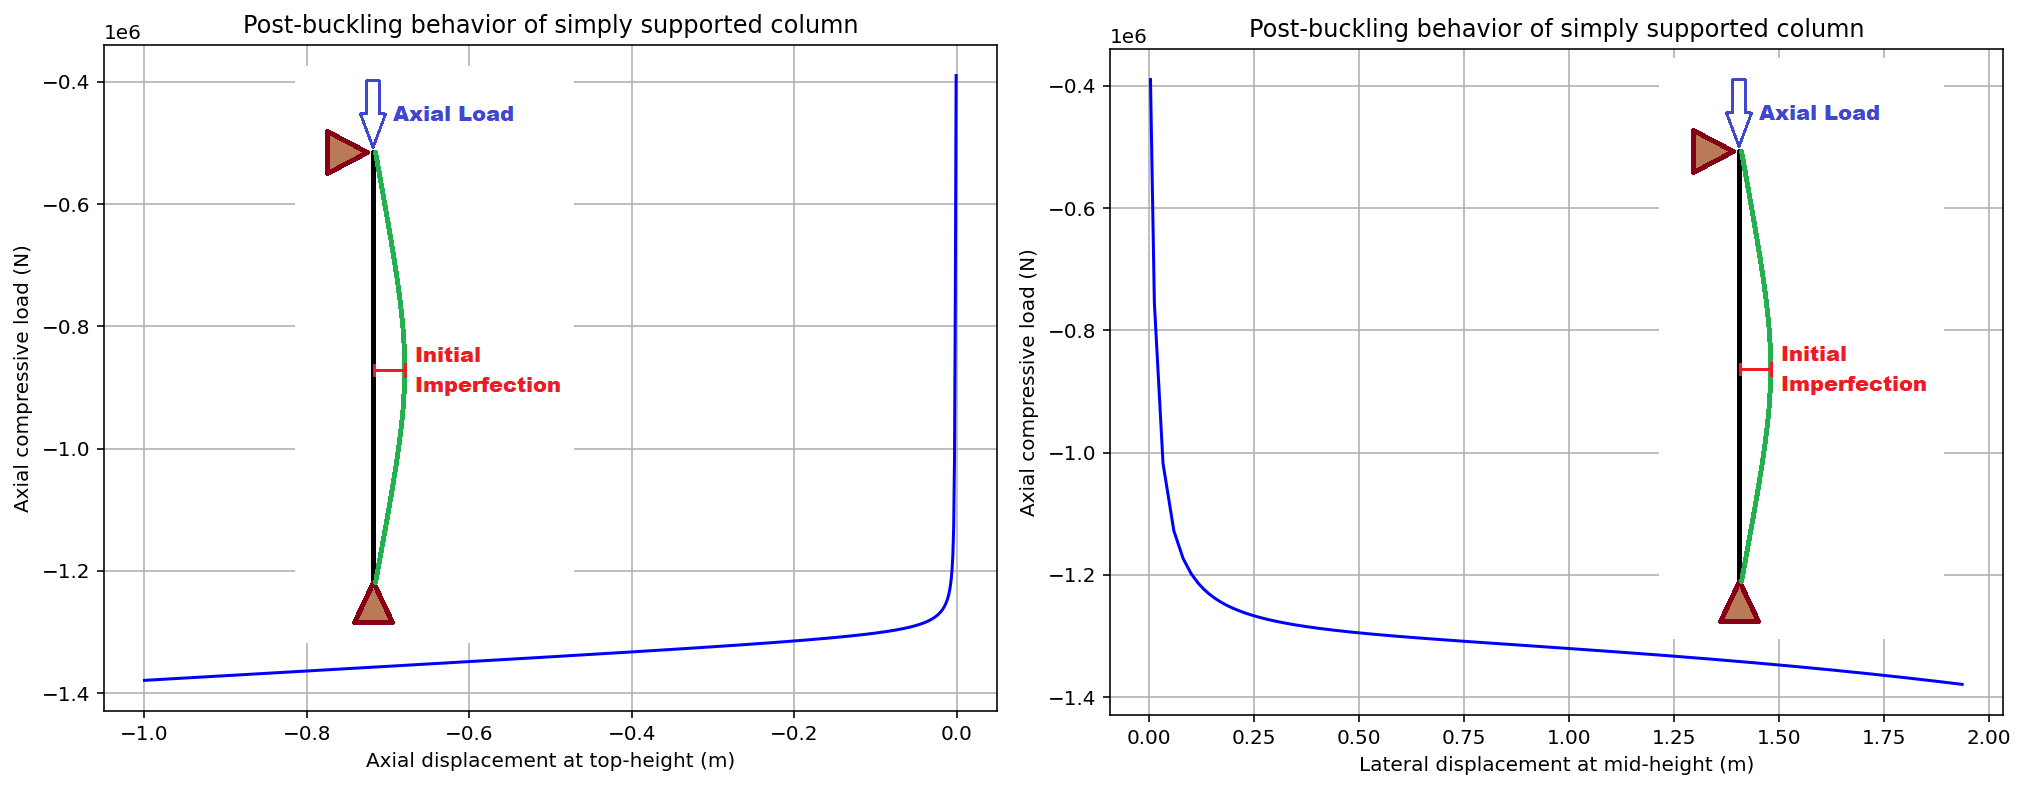 Post-buckling behavior of simply supported column
1e6
−0.4
−0.6
−0.8
−1.0
−1.2
−1.4
Axial compressive load (N)
Axial Load
Initial
Imperfection
−1.0 −0.8 −0.6 −0.4 −0.2 0.0
Axial displacement at top-height (m)
Post-buckling behavior of simply supported column
1e6
−0.4
−0.6
−0.8
−1.0
−1.2
−1.4
Axial compressive load (N)
Axial Load
Initial
Imperfection
0.00 0.25 0.50 0.75 1.00 1.25 1.50 1.75 2.00
Lateral displacement at mid-height (m)